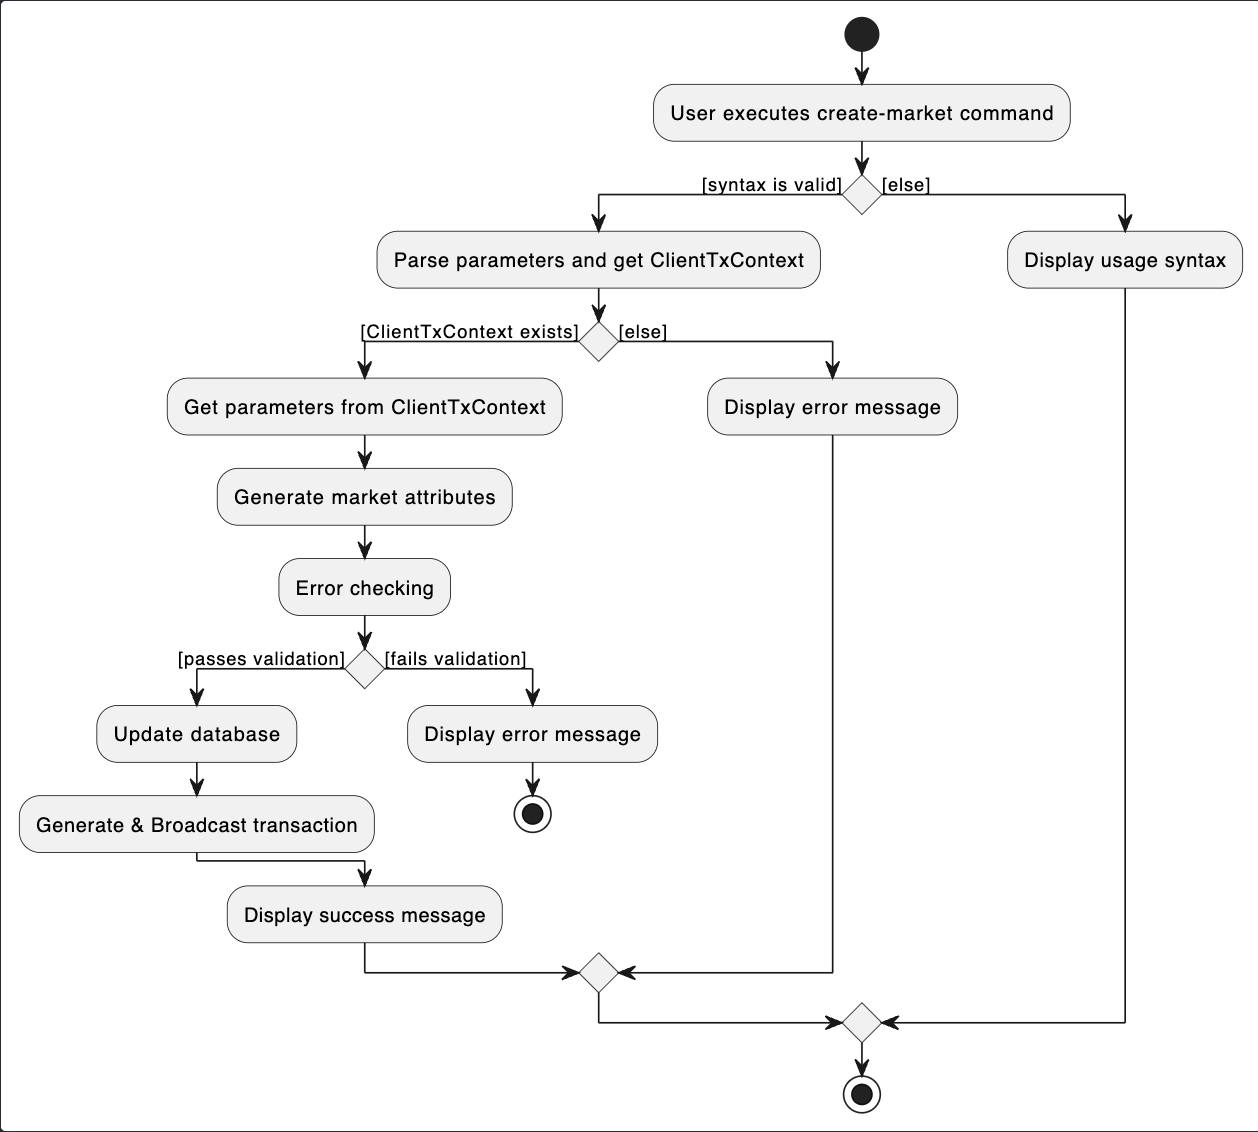 User executes create-market command
[syntax is valid]
[else]
Parse parameters and get ClientTxContext
Display usage syntax
[ClientTxContext exists]
[else]
Get parameters from ClientTxContext
Display error message
Generate market attributes
Error checking
[passes validation]
[fails validation]
Update database
Display error message
Generate & Broadcast transaction
Display success message